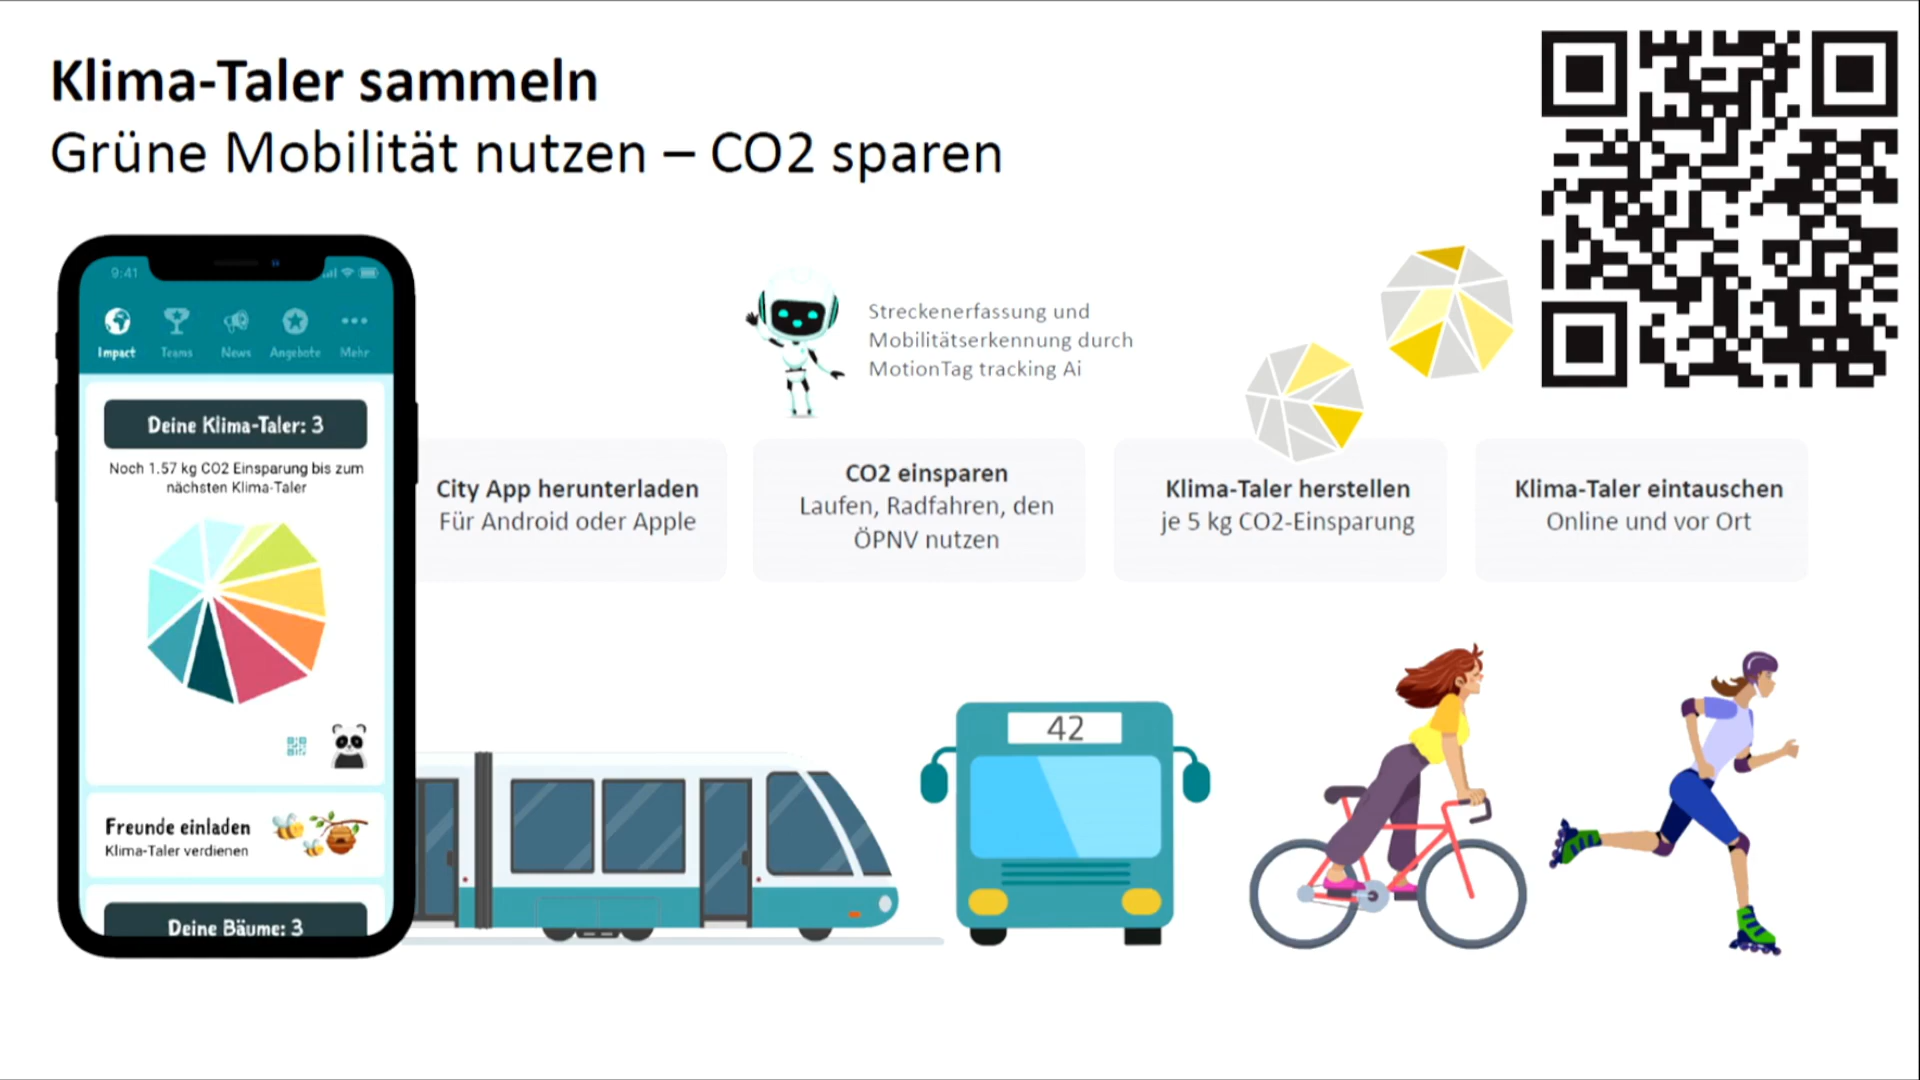 Klima-Taler sammeln
Grüne Mobilität nutzen – CO2 sparen
9:41
Impact
Teams
News
Angebote
Mehr
Deine Klima-Taler: 3
Noch 1.57 kg CO2 Einsparung bis zum
nächsten Klima-Taler
Freunde einladen
Klima-Taler verdienen
Deine Bäume: 3
Streckenerfassung und
Mobilitätserkennung durch
MotionTag tracking Ai
City App herunterladen
Für Android oder Apple
CO2 einsparen
Laufen, Radfahren, den
ÖPNV nutzen
Klima-Taler herstellen
je 5 kg CO2-Einsparung
Klima-Taler eintauschen
Online und vor Ort
42